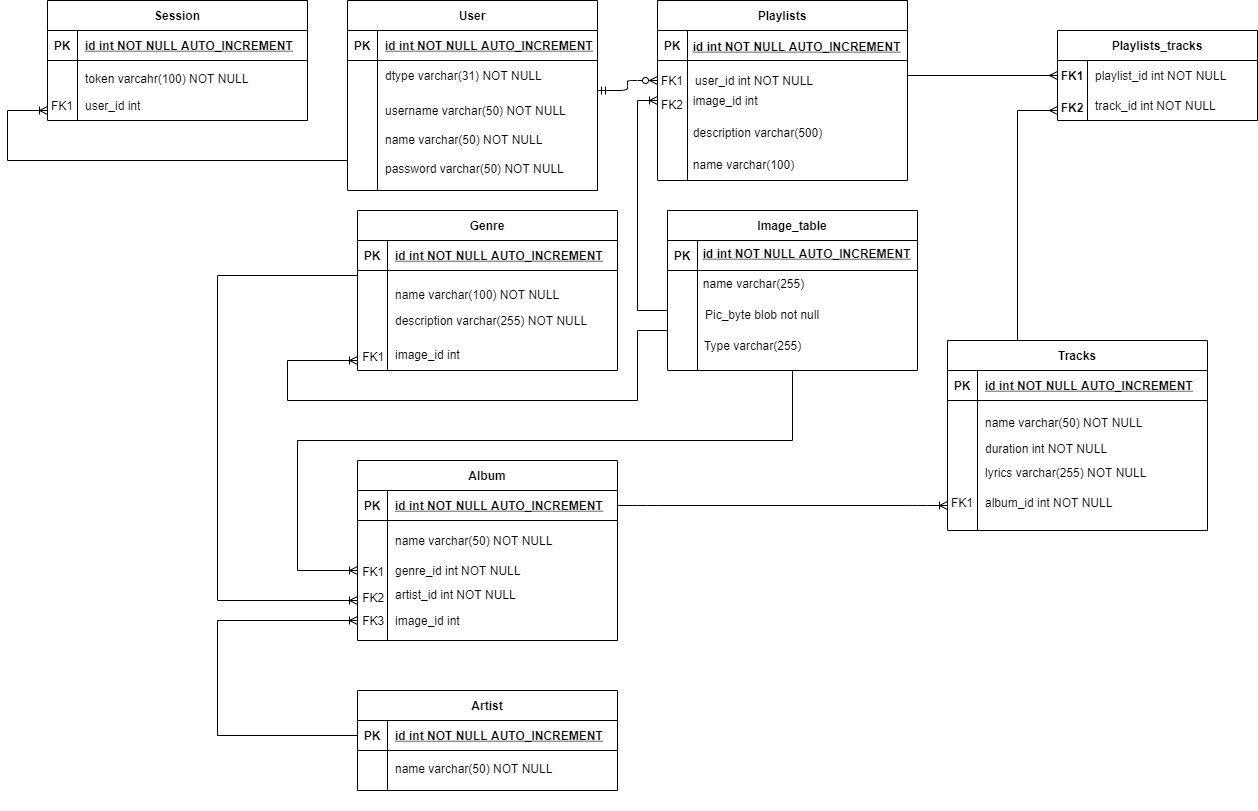 Session
PK id int NOT NULL AUTO_INCREMENT
token varcahr(100) NOT NULL
FK1 user_id int
User
PK id int NOT NULL AUTO_INCREMENT
dtype varchar(31) NOT NULL
username varchar(50) NOT NULL
name varchar(50) NOT NULL
password varchar(50) NOT NULL
Playlists
PK id int NOT NULL AUTO_INCREMENT
FK1 user_id int NOT NULL
FK2 image_id int
description varchar(500)
name varchar(100)
Playlists_tracks
FK1 playlist_id int NOT NULL
FK2 track_id int NOT NULL
Genre
PK id int NOT NULL AUTO_INCREMENT
name varchar(100) NOT NULL
description varchar(255) NOT NULL
FK1 image_id int
Image_table
PK id int NOT NULL AUTO_INCREMENT
name varchar(255)
Pic_byte blob not null
Type varchar(255)
Tracks
PK id int NOT NULL AUTO_INCREMENT
name varchar(50) NOT NULL
duration int NOT NULL
lyrics varchar(255) NOT NULL
FK1 album_id int NOT NULL
Album
PK id int NOT NULL AUTO_INCREMENT
name varchar(50) NOT NULL
FK1 genre_id int NOT NULL
FK2 artist_id int NOT NULL
FK3 image_id int
Artist
PK id int NOT NULL AUTO_INCREMENT
name varchar(50) NOT NULL